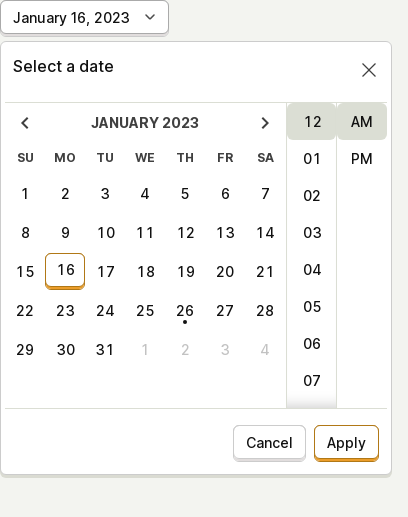 January 16, 2023
Select a date
JANUARY 2023
SU MO TU WE TH FR SA
1 2 3 4 5 6 7
8 9 10 11 12 13 14
15 16 17 18 19 20 21
22 23 24 25 26 27 28
29 30 31 1 2 3 4
12 AM
01 PM
02
03
04
05
06
07
Cancel Apply